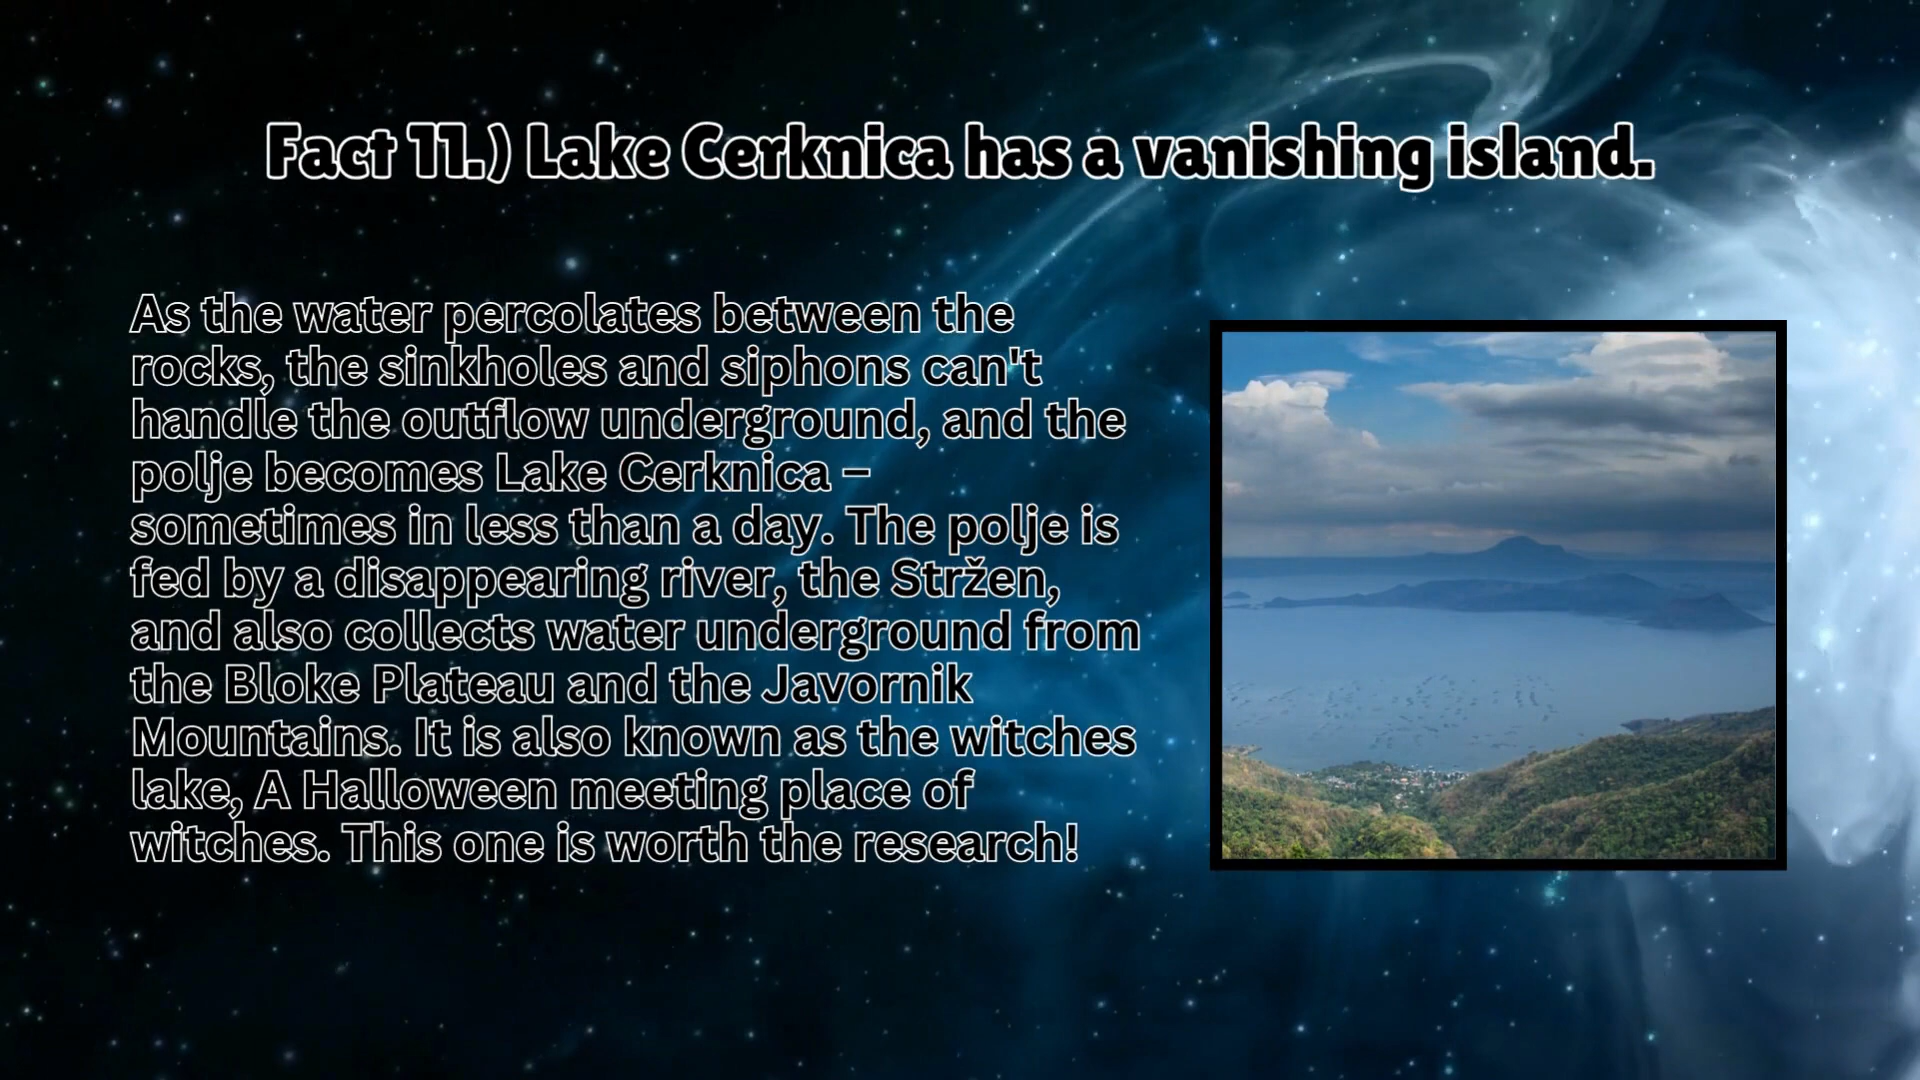 Fact 11.) Lake Cerknica has a vanishing island.
As the water percolates between the
rocks, the sinkholes and siphons can't
handle the outflow underground, and the
polje becomes Lake Cerknica –
sometimes in less than a day. The polje is
fed by a disappearing river, the Stržen,
and also collects water underground from
the Bloke Plateau and the Javornik
Mountains. It is also known as the witches
lake, A Halloween meeting place of
witches. This one is worth the research!